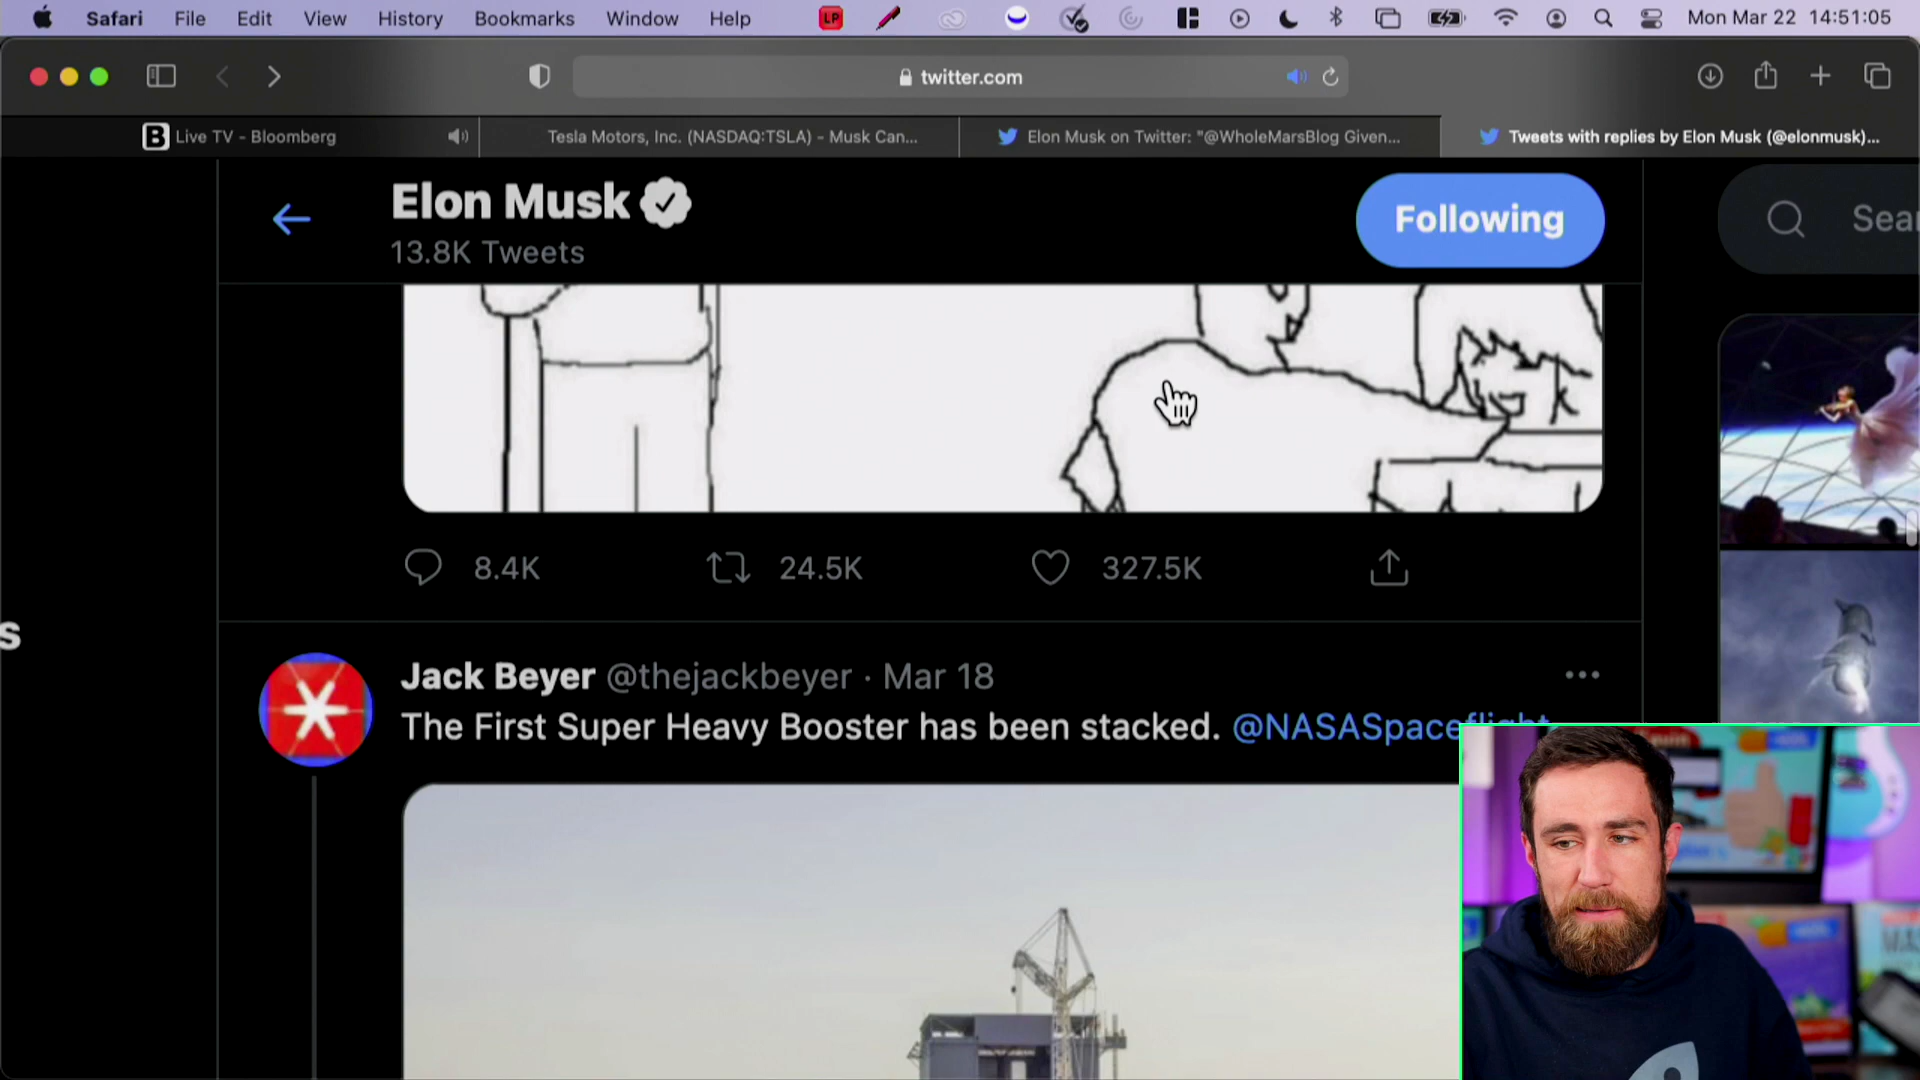 Safari File Edit View History Bookmarks Window Help LP Mon Mar 22 14:51:05
twitter.com
B Live TV - Bloomberg
Tesla Motors, Inc. (NASDAQ:TSLA) - Musk Can...
Elon Musk on Twitter: "@WholeMarsBlog Given...
Tweets with replies by Elon Musk (@elonmusk)...
Elon Musk
13.8K Tweets
Following
Sear
8.4K 24.5K 327.5K
s
Jack Beyer @thejackbeyer · Mar 18
The First Super Heavy Booster has been stacked. @NASASpaceflight